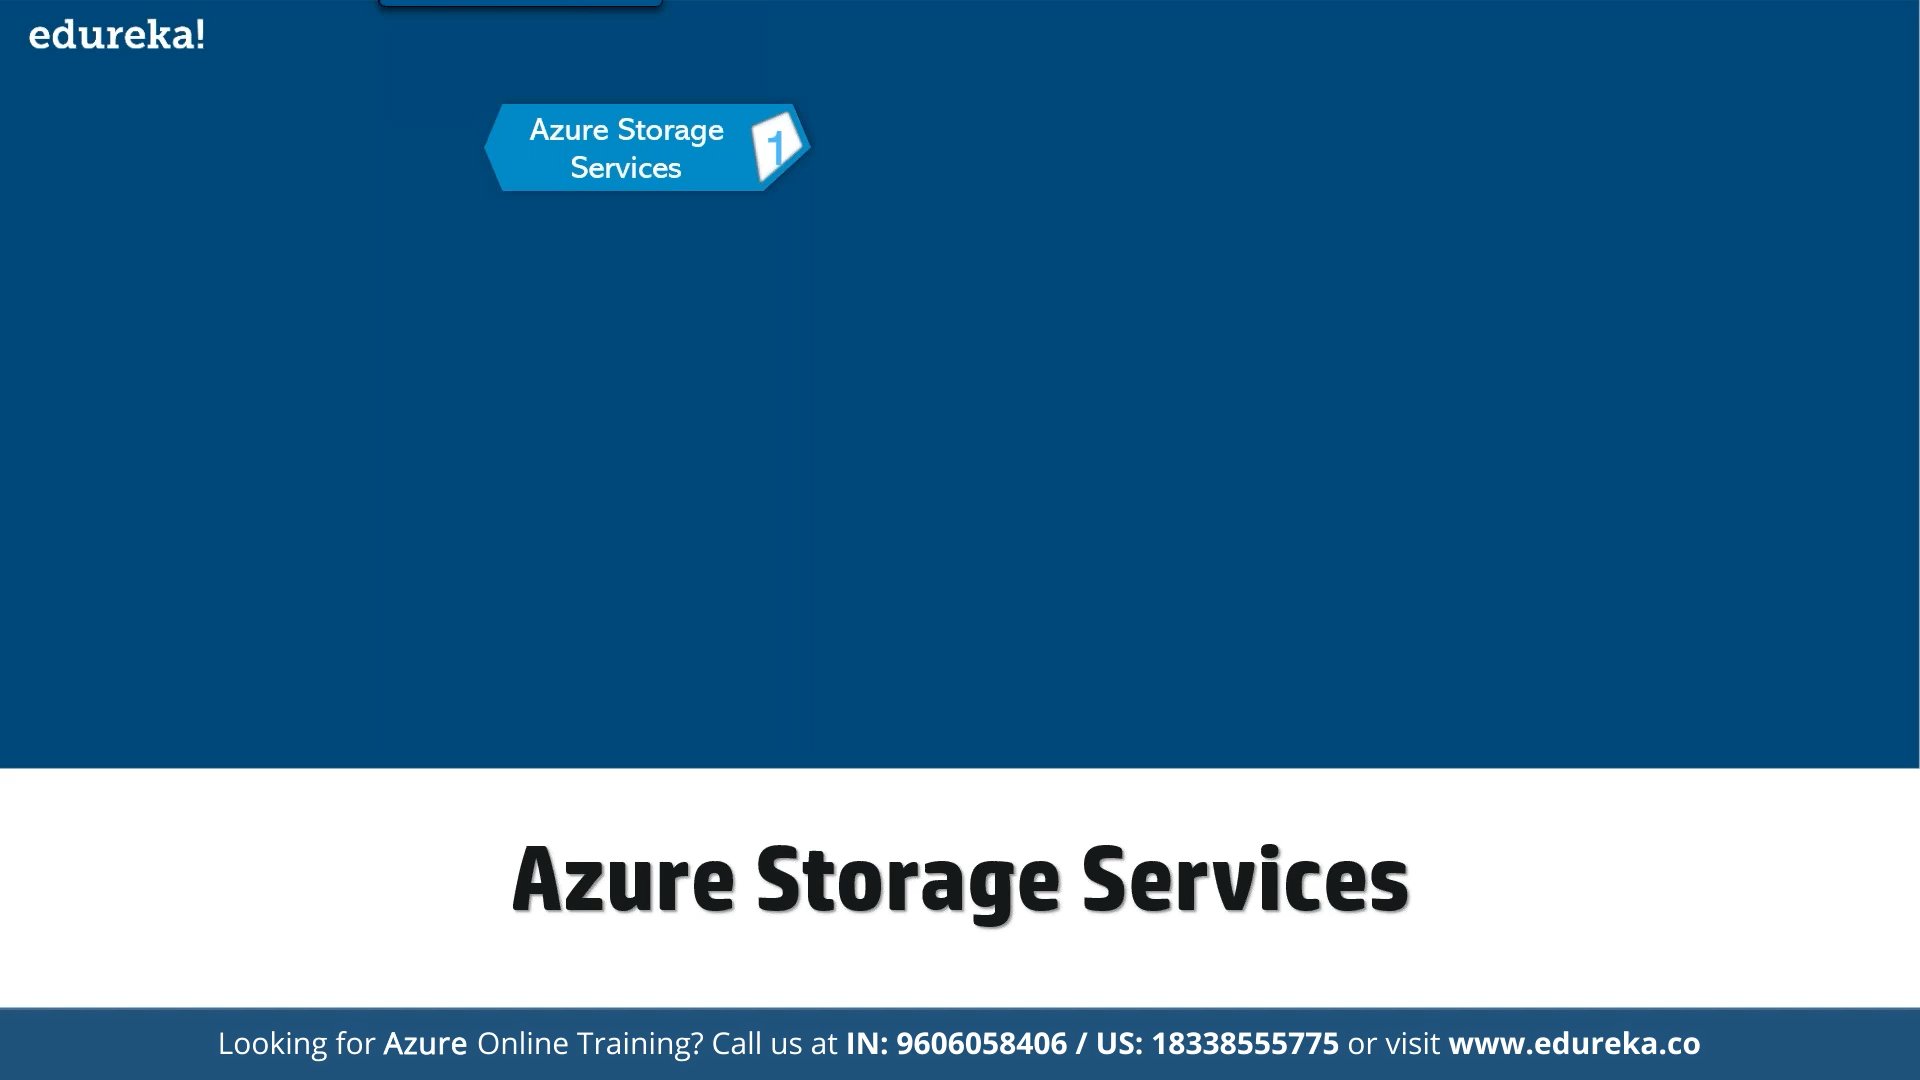 edureka!
Azure Storage
Services
1
Azure Storage Services
Looking for Azure Online Training? Call us at IN: 9606058406 / US: 18338555775 or visit www.edureka.co